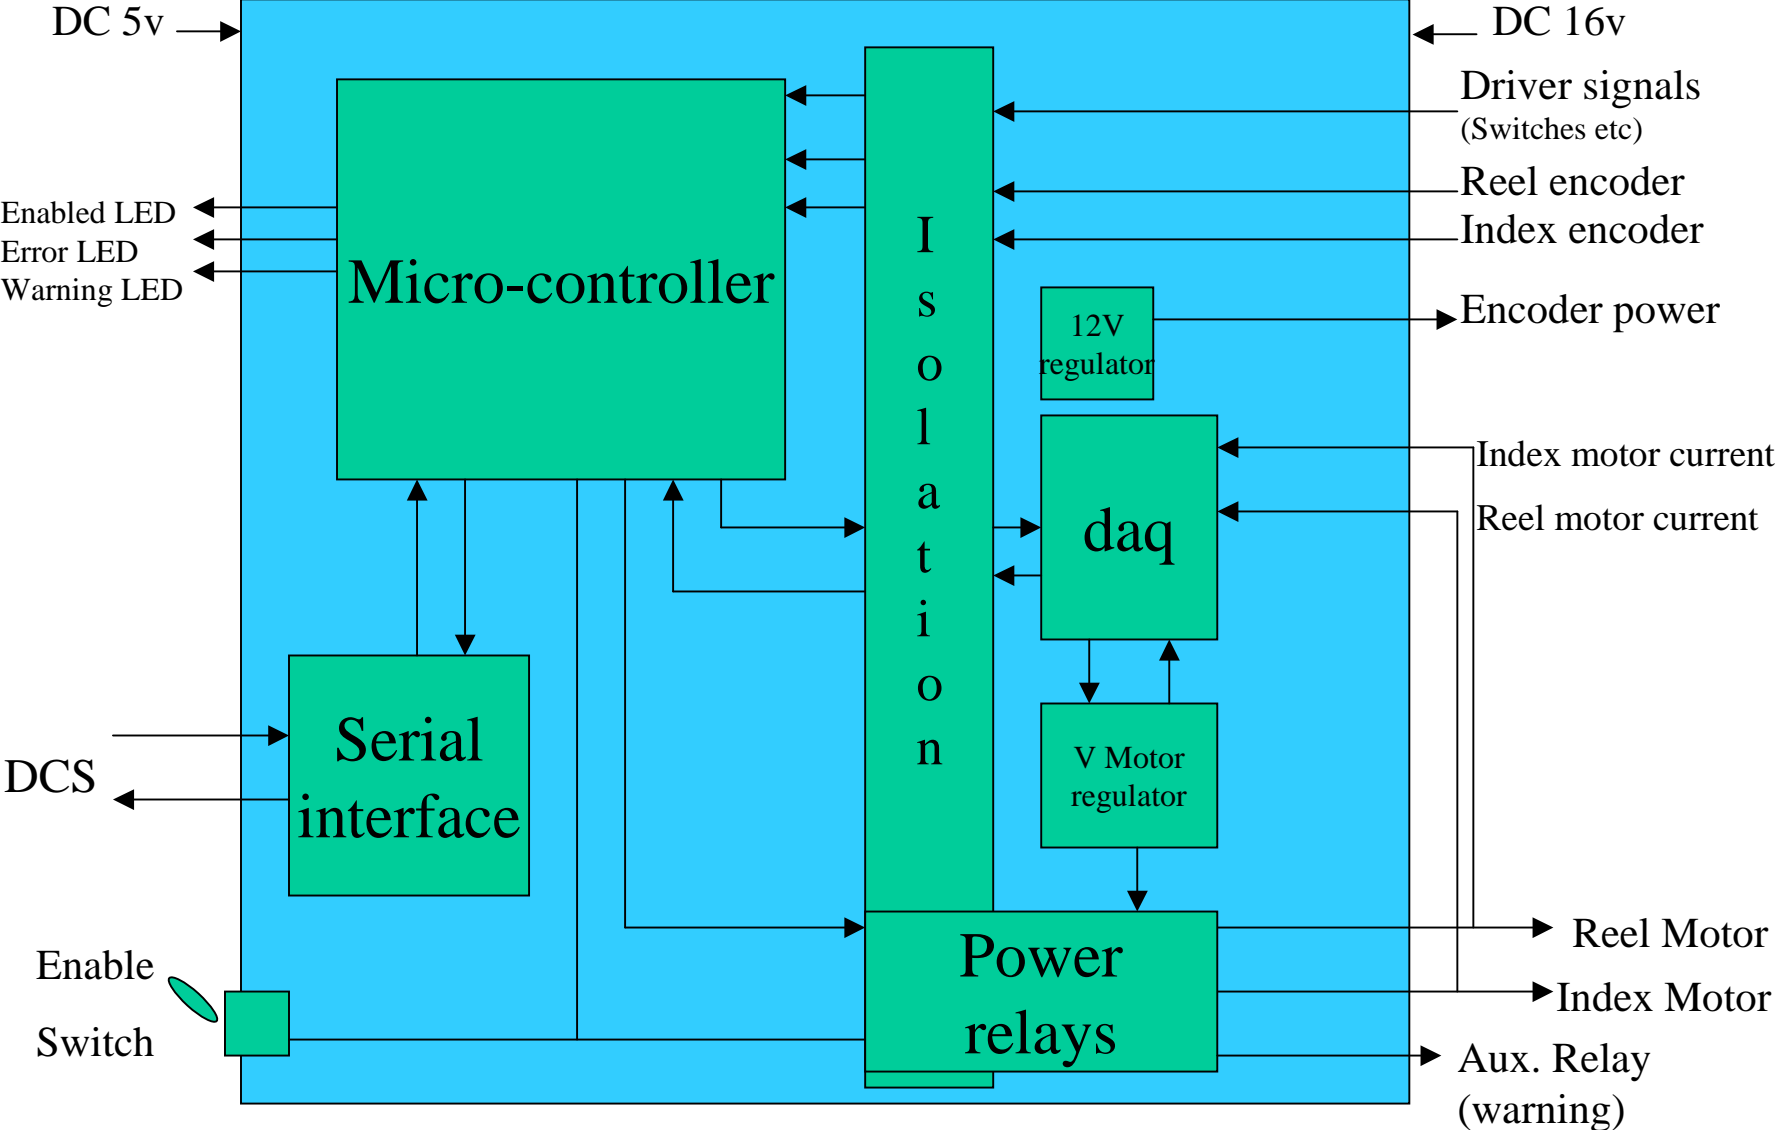 DC 5v
DC 16v
Driver signals
(Switches etc)
Reel encoder
Index encoder
Enabled LED
Error LED
Warning LED
Micro-controller
Isolation
12V
regulator
Encoder power
Index motor current
Reel motor current
daq
Serial
interface
DCS
V Motor
regulator
Enable
Switch
Power
relays
Reel Motor
Index Motor
Aux. Relay
(warning)